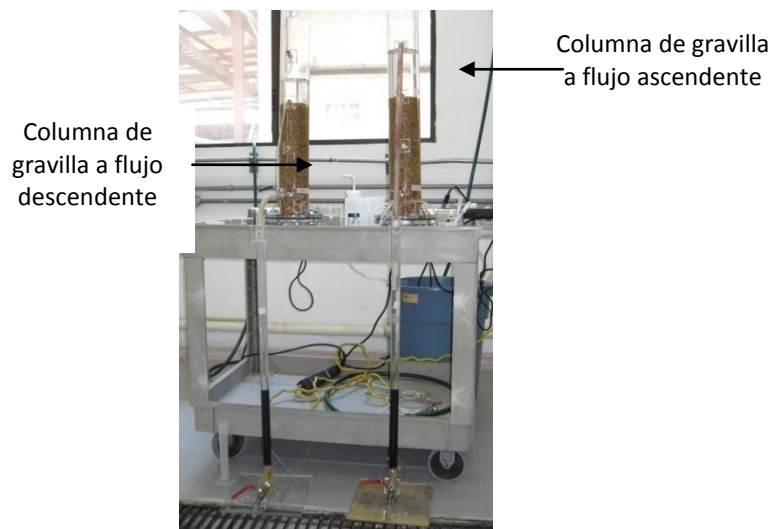 Columna de gravilla
a flujo ascendente
Columna de
gravilla a flujo
descendente